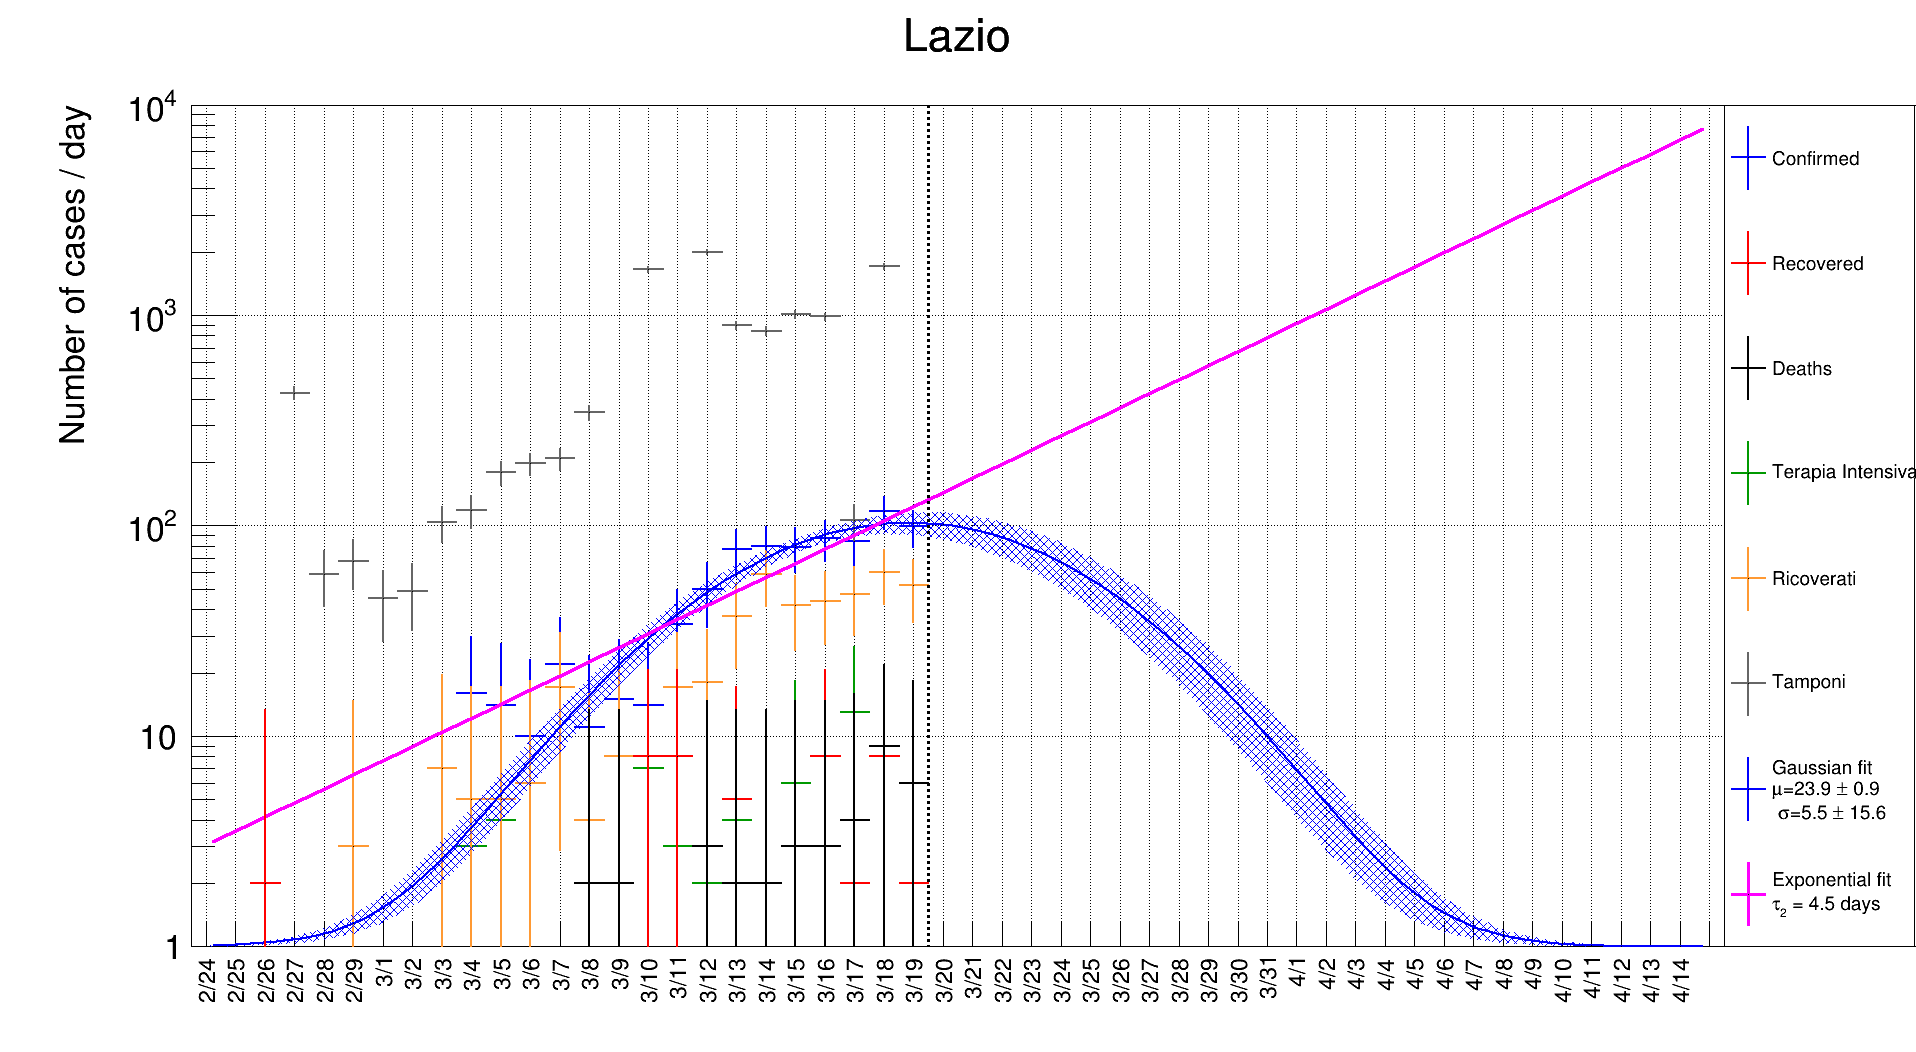 Lazio
Number of cases / day
10⁴
10³
10²
10
1
2/24 2/25 2/26 2/27 2/28 2/29 3/1 3/2 3/3 3/4 3/5 3/6 3/7 3/8 3/9 3/10 3/11 3/12 3/13 3/14 3/15 3/16 3/17 3/18 3/19 3/20 3/21 3/22 3/23 3/24 3/25 3/26 3/27 3/28 3/29 3/30 3/31 4/1 4/2 4/3 4/4 4/5 4/6 4/7 4/8 4/9 4/10 4/11 4/12 4/13 4/14
Confirmed
Recovered
Deaths
Terapia Intensiva
Ricoverati
Tamponi
Gaussian fit
μ=23.9 ± 0.9
σ=5.5 ± 15.6
Exponential fit
τ₂ = 4.5 days